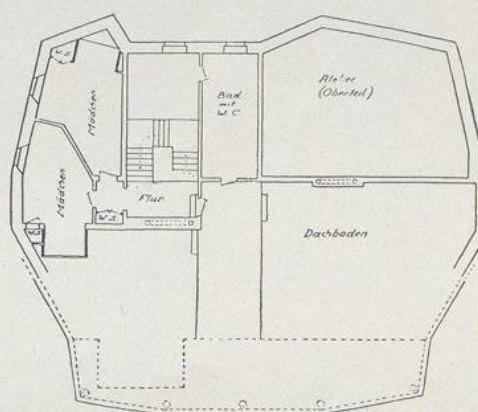 Mädchen
Bad
mit
W.C
Atelier
(Oberteil)
Mädchen
Flur
W.S.
Dachboden